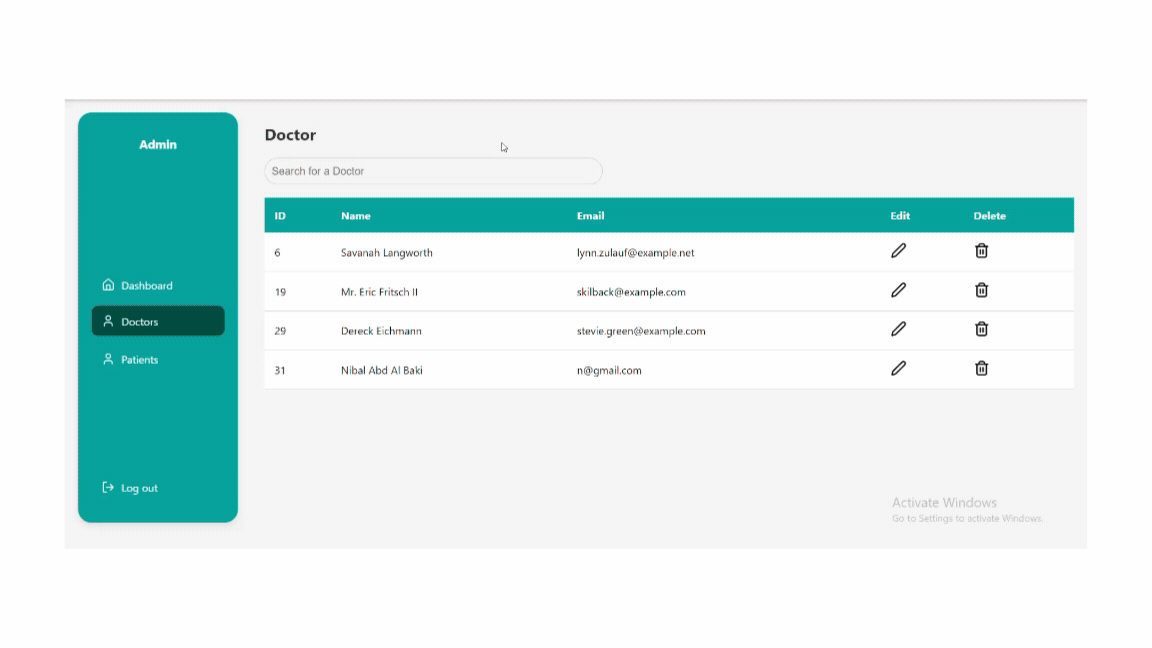 Admin
Dashboard
Doctors
Patients
Log out
Doctor
Search for a Doctor
ID Name Email Edit Delete
6 Savanah Langworth lynn.zulauf@example.net
19 Mr. Eric Fritsch II skilback@example.com
29 Dereck Eichmann stevie.green@example.com
31 Nibal Abd Al Baki n@gmail.com
Activate Windows
Go to Settings to activate Windows.